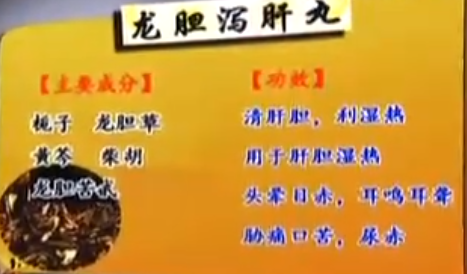 龙胆泻肝丸
【主要成分】
栀子 龙胆草
黄芩 柴胡
龙胆苦甙
【功效】
清肝胆，利湿热
用于肝胆湿热
头晕目赤，耳鸣耳聋
胁痛口苦，尿赤